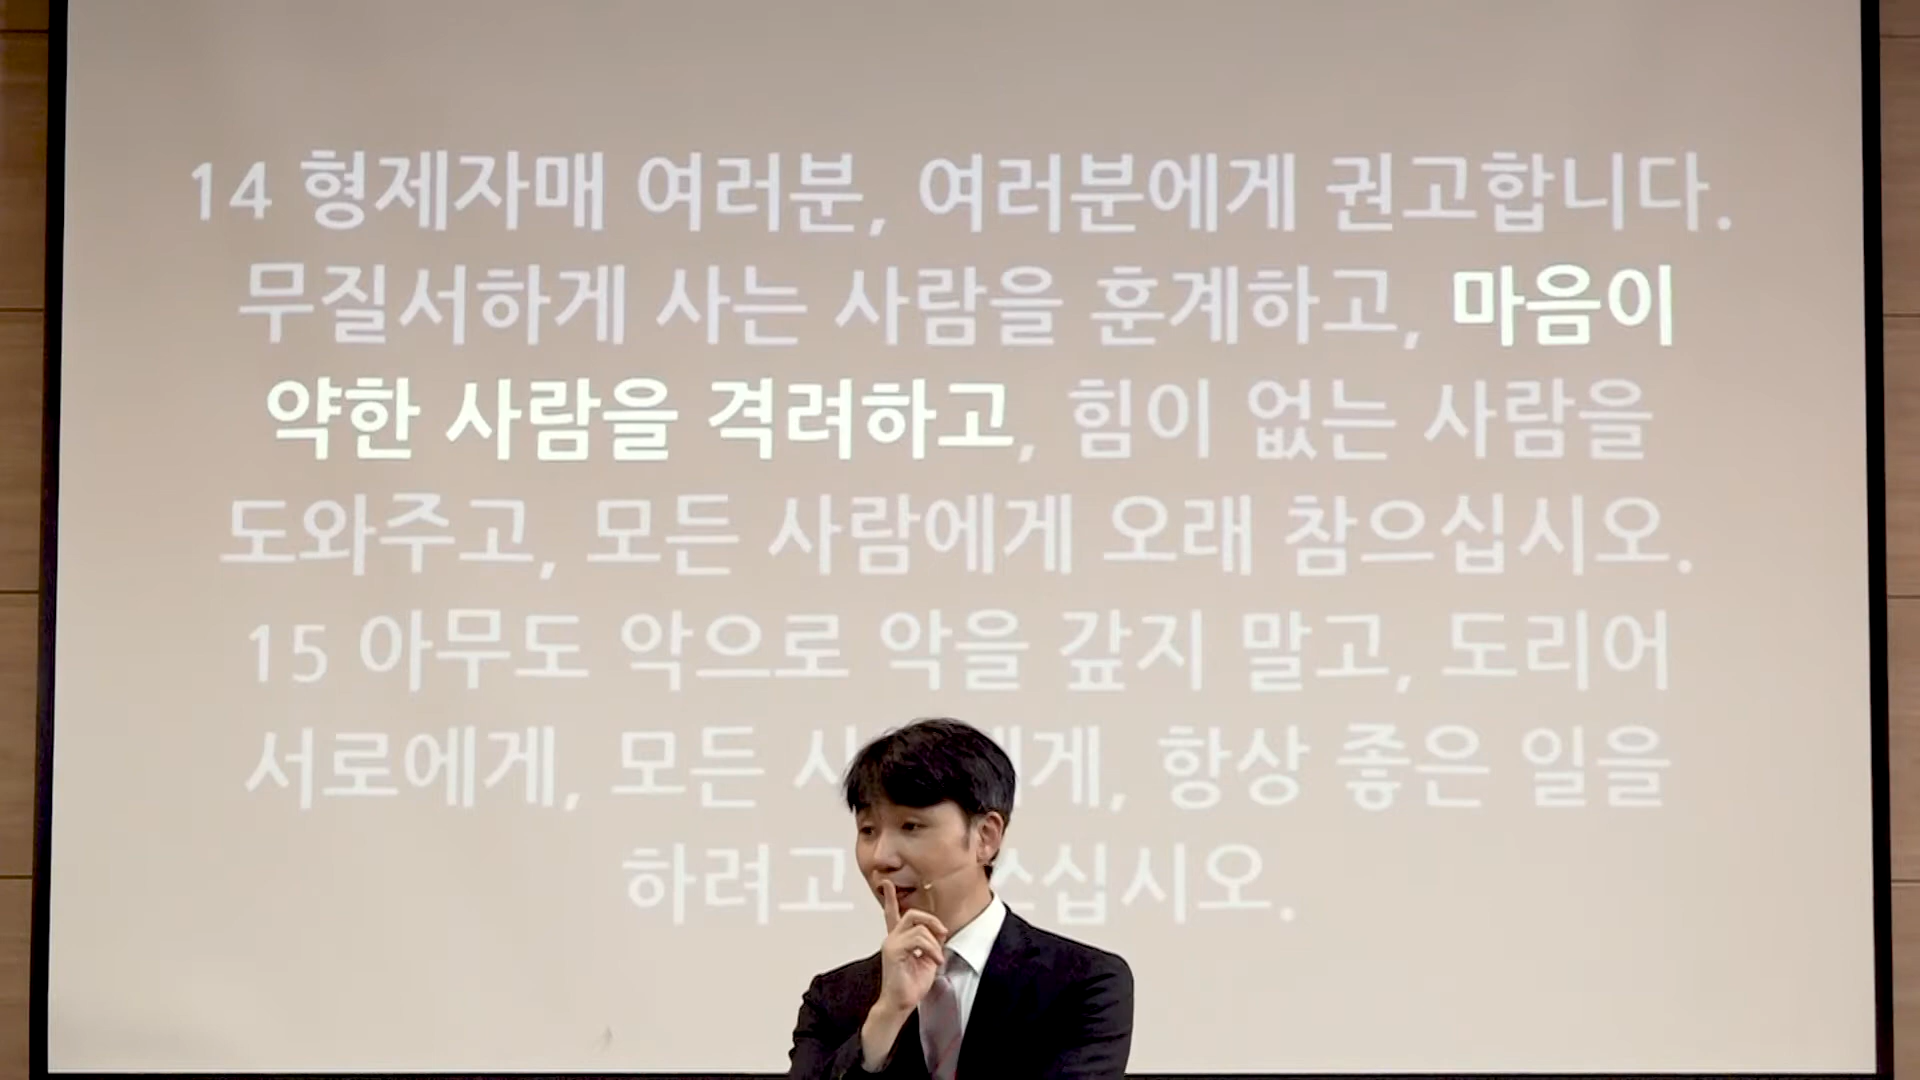 14 형제자매 여러분, 여러분에게 권고합니다.
무질서하게 사는 사람을 훈계하고, 마음이
약한 사람을 격려하고, 힘이 없는 사람을
도와주고, 모든 사람에게 오래 참으십시오.
15 아무도 악으로 악을 갚지 말고, 도리어
서로에게, 모든 항상 좋은 일을
하려고